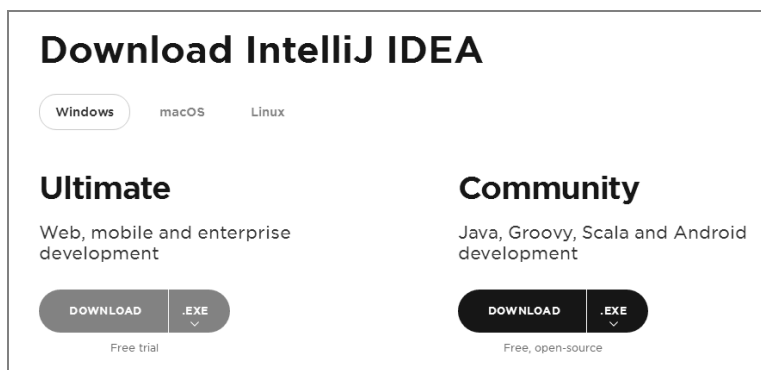 Download IntelliJ IDEA
Windows macOS Linux
Ultimate
Web, mobile and enterprise
development
DOWNLOAD .EXE
Free trial
Community
Java, Groovy, Scala and Android
development
DOWNLOAD .EXE
Free, open-source